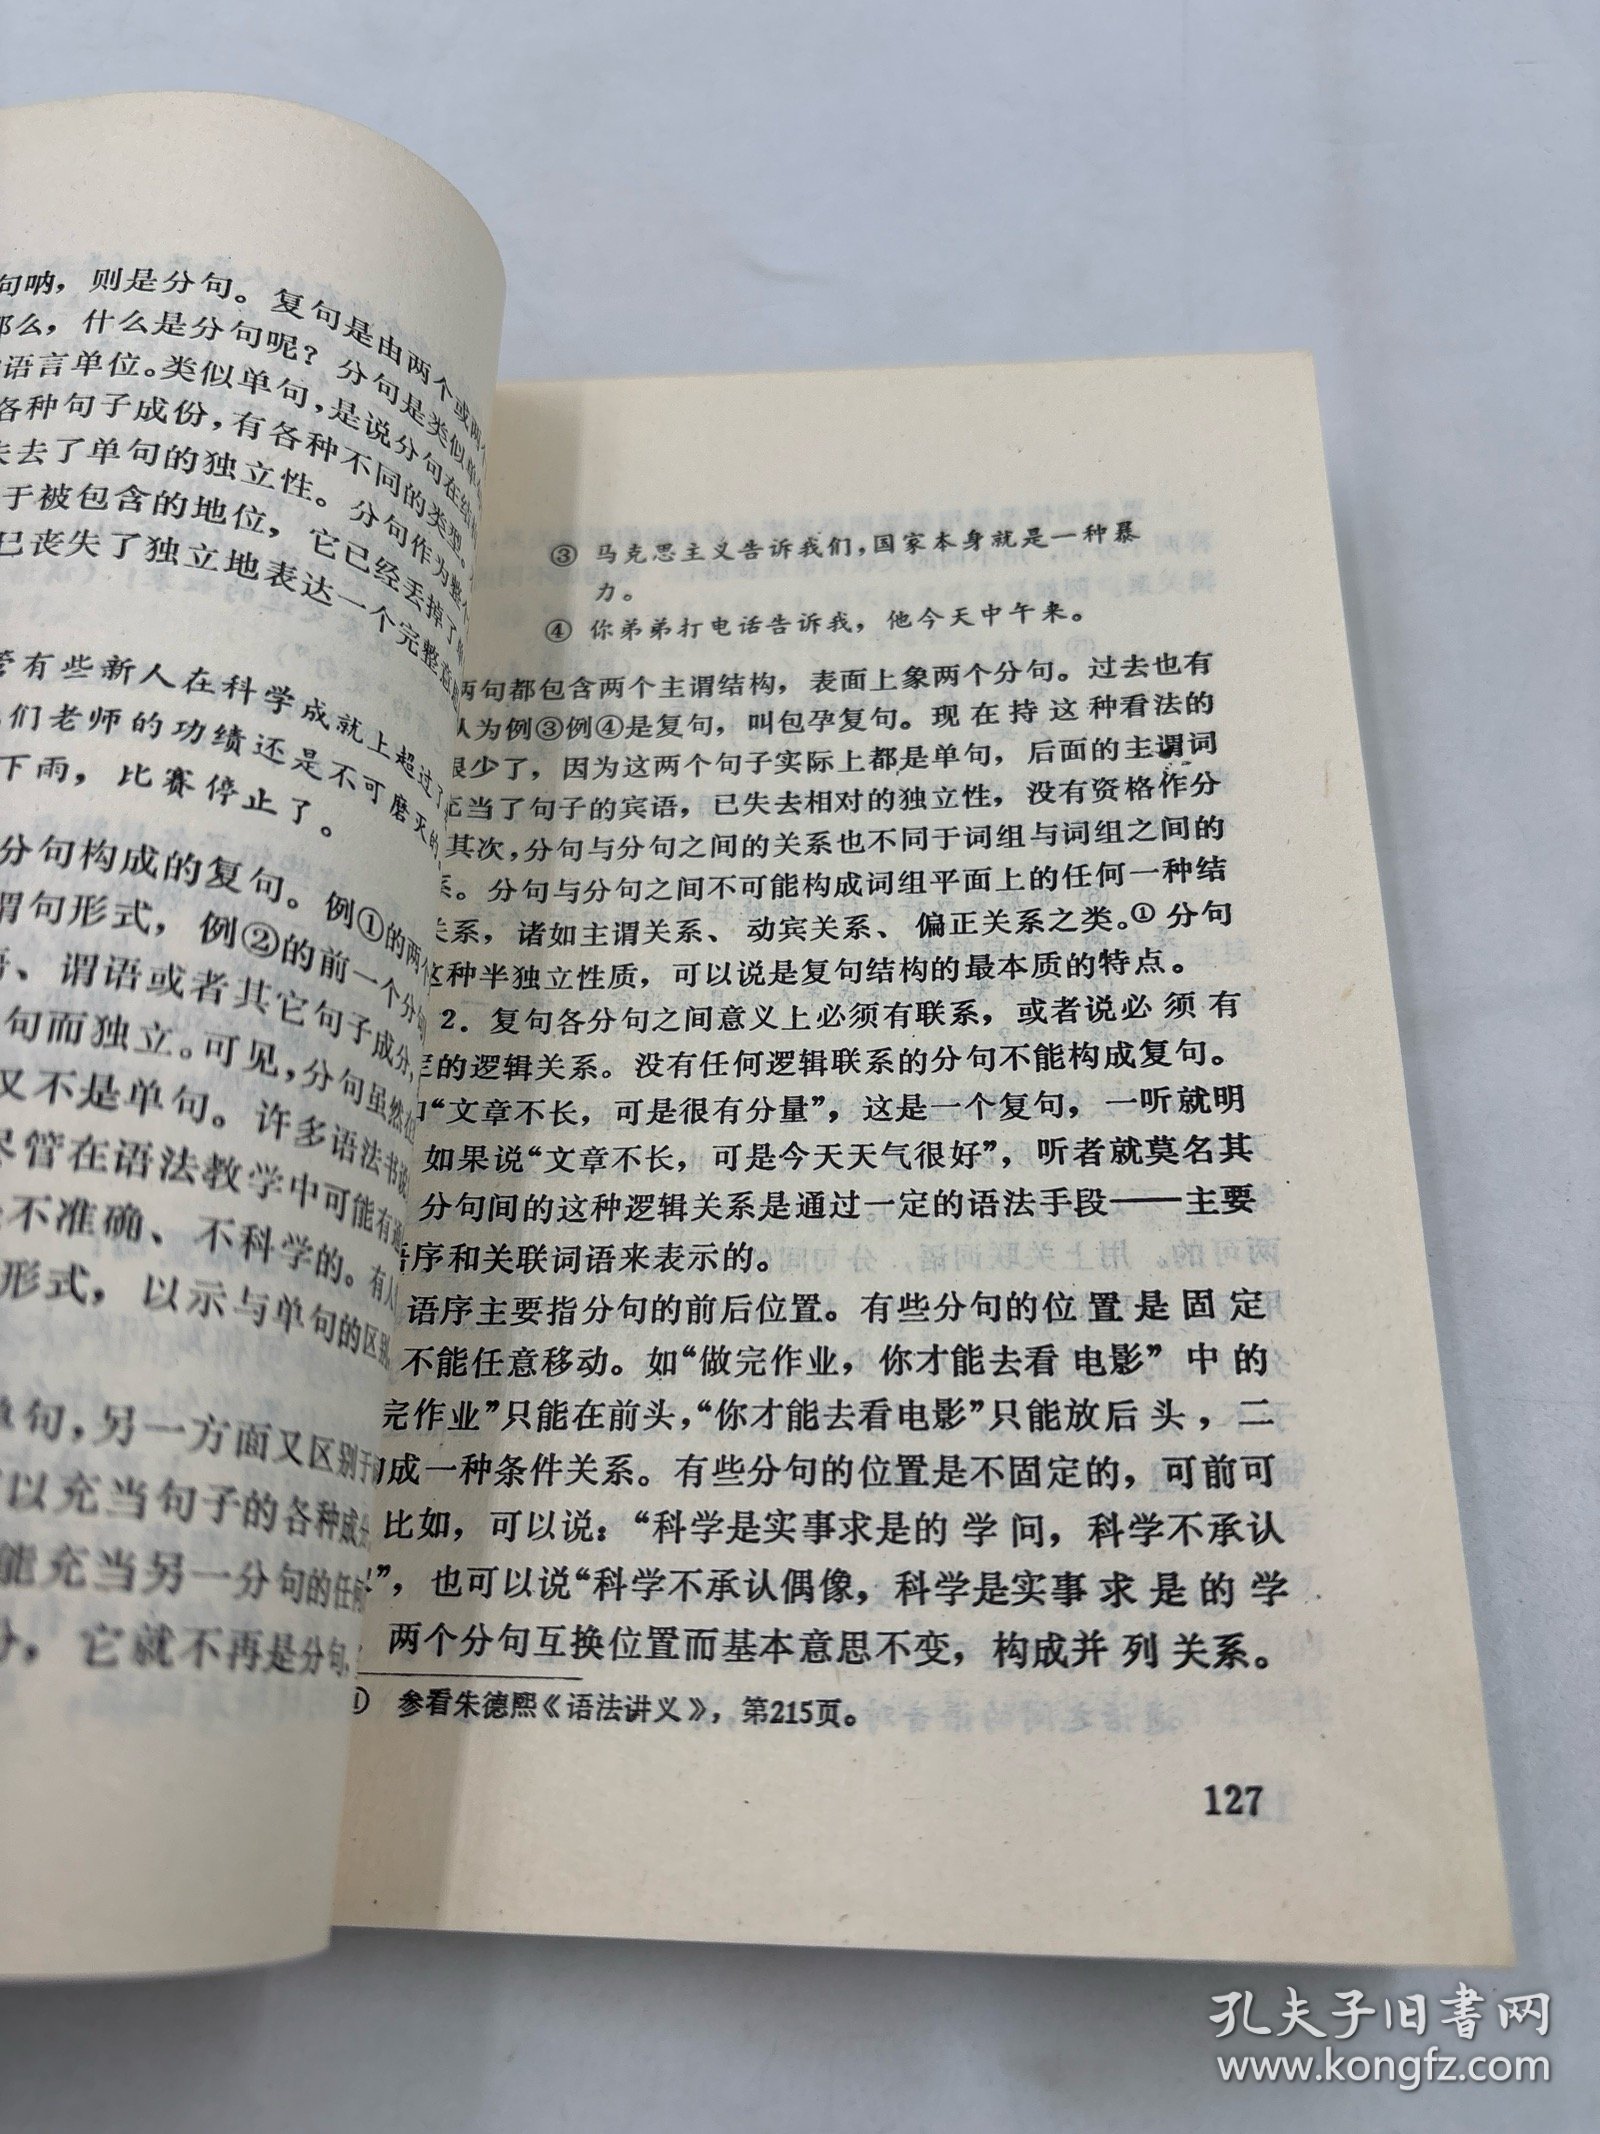 句呐，则是分句。复句是由两个或两个
那么，什么是分句呢？分句是类似单
语言单位。类似单句，是说分句在结
各种句子成份，有各种不同的类型。
失去了单句的独立性。分句作为整个
于被包含的地位，它已经丢掉了
已丧失了独立地表达一个完整意
管有些新人在科学成就上超过了
们老师的功绩还是不可磨灭的
下雨，比赛停止了。
分句构成的复句。例①的两个
谓句形式，例②的前一个分句
、谓语或者其它句子成分，
句而独立。可见，分句虽然在
又不是单句。许多语法书说
尽管在语法教学中可能有
不准确、不科学的。有人
形式，以示与单句的区别
单句，另一方面又区别于
可以充当句子的各种成分
能充当另一分句的任何
分，它就不再是分句，
③ 马克思主义告诉我们，国家本身就是一种暴
力。
④ 你弟弟打电话告诉我，他今天中午来。
两句都包含两个主谓结构，表面上象两个分句。过去也有
人为例③例④是复句，叫包孕复句。现在持这种看法的
很少了，因为这两个句子实际上都是单句，后面的主谓词
充当了句子的宾语，已失去相对的独立性，没有资格作分
其次，分句与分句之间的关系也不同于词组与词组之间的
系。分句与分句之间不可能构成词组平面上的任何一种结
关系，诸如主谓关系、动宾关系、偏正关系之类。①分句
这种半独立性质，可以说是复句结构的最本质的特点。
2．复句各分句之间意义上必须有联系，或者说必须有
定的逻辑关系。没有任何逻辑联系的分句不能构成复句。
“文章不长，可是很有分量”，这是一个复句，一听就明
如果说“文章不长，可是今天天气很好”，听者就莫名其
分句间的这种逻辑关系是通过一定的语法手段——主要
语序和关联词语来表示的。
语序主要指分句的前后位置。有些分句的位置是固定
不能任意移动。如“做完作业，你才能去看电影”中的
完作业”只能在前头，“你才能去看电影”只能放后头，二
构成一种条件关系。有些分句的位置是不固定的，可前可
比如，可以说：“科学是实事求是的学问，科学不承认
”，也可以说“科学不承认偶像，科学是实事求是的学
两个分句互换位置而基本意思不变，构成并列关系。
① 参看朱德熙《语法讲义》，第215页。
127
孔夫子旧书网
www.kongfz.com